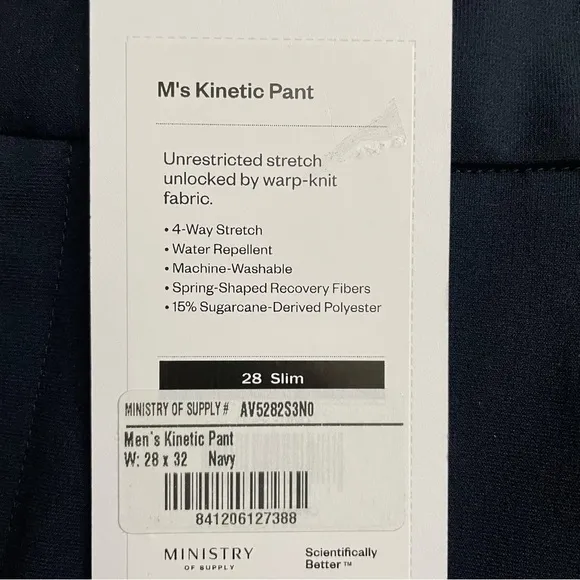 M's Kinetic Pant
Unrestricted stretch
unlocked by warp-knit
fabric.
• 4-Way Stretch
• Water Repellent
• Machine-Washable
• Spring-Shaped Recovery Fibers
• 15% Sugarcane-Derived Polyester
28 Slim
MINISTRY OF SUPPLY # AV5282S3N0
Men's Kinetic Pant
W: 28 x 32 Navy
841206127388
MINISTRY
OF SUPPLY
Scientifically
Better™